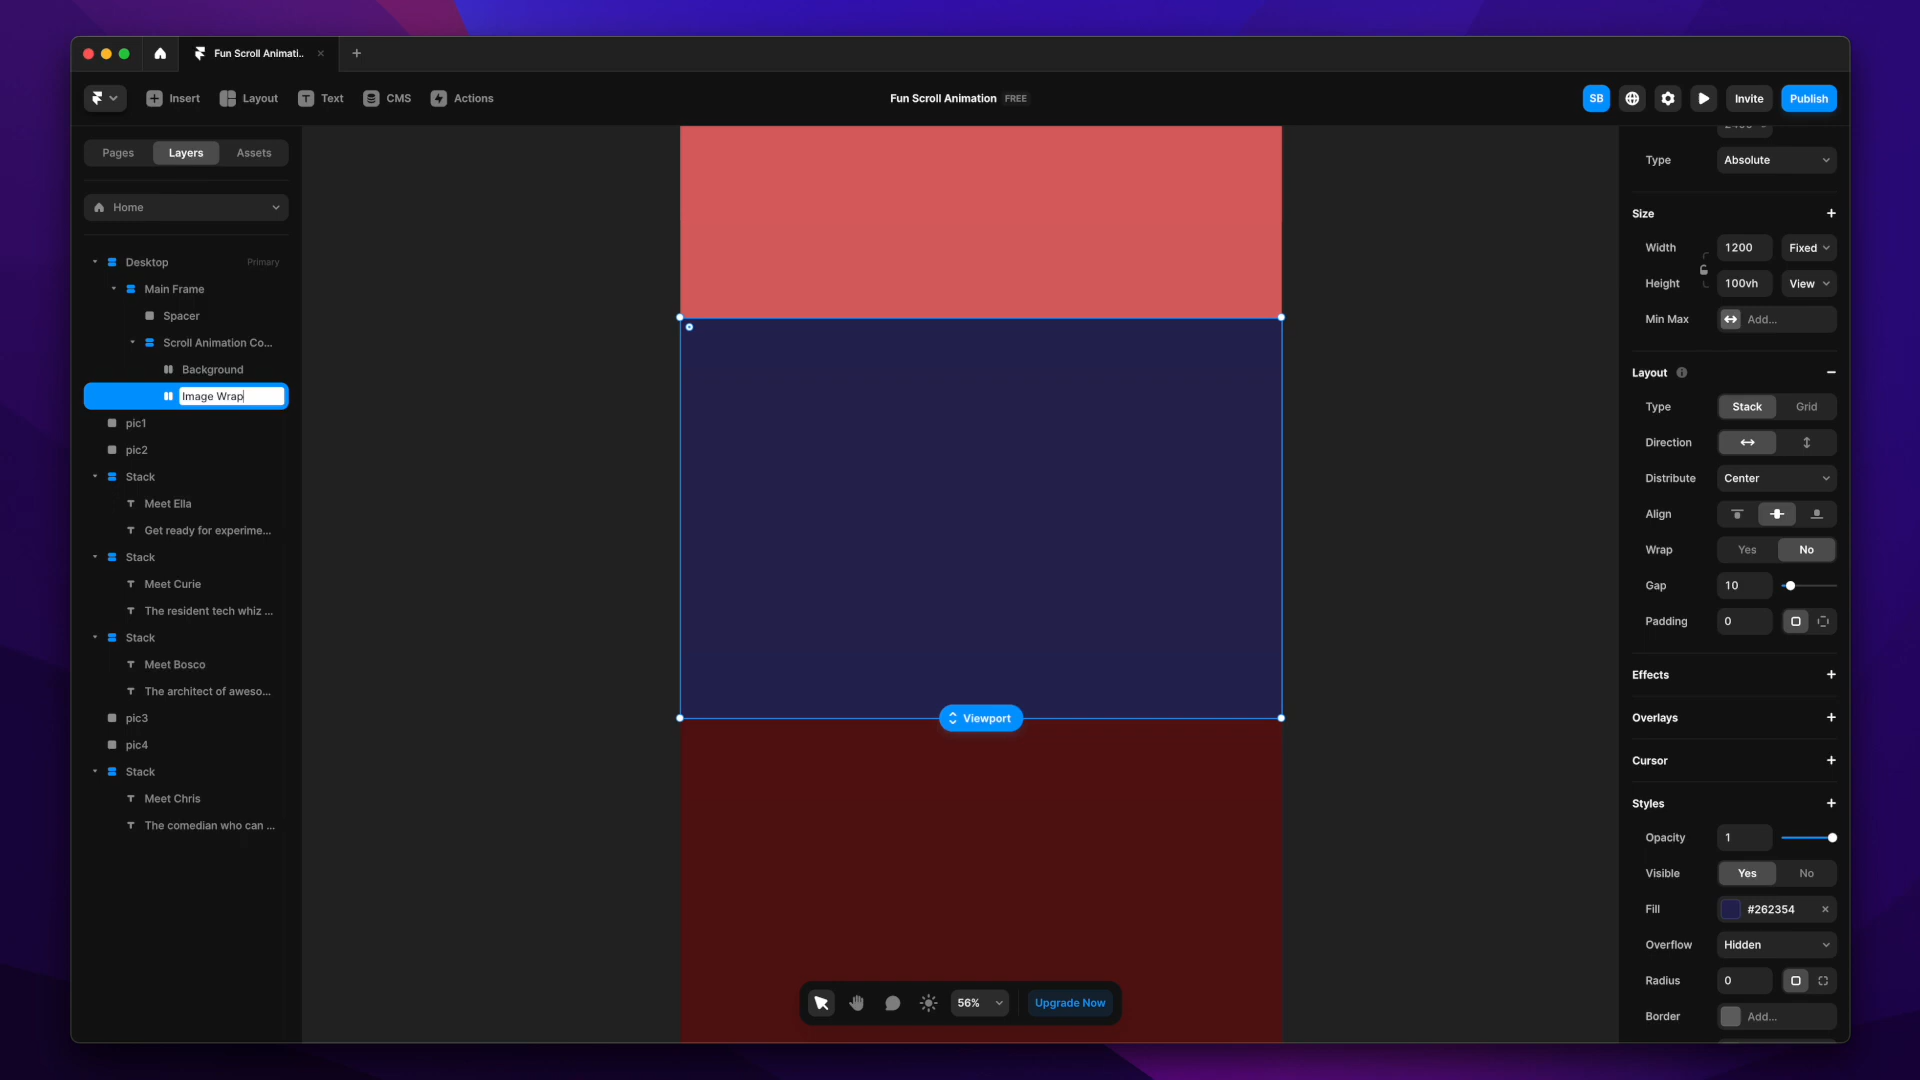 Fun Scroll Animati..
Insert
Layout
Text
CMS
Actions
Fun Scroll Animation FREE
SB
Invite
Publish
Pages
Layers
Assets
Home
Desktop
Primary
Main Frame
Spacer
Scroll Animation Co...
Background
Image Wrap
pic1
pic2
Stack
Meet Ella
Get ready for experime...
Stack
Meet Curie
The resident tech whiz ...
Stack
Meet Bosco
The architect of aweso...
pic3
pic4
Stack
Meet Chris
The comedian who can ...
Viewport
56%
Upgrade Now
Type Absolute
Size
Width 1200 Fixed
Height 100vh View
Min Max Add...
Layout
Type Stack Grid
Direction
Distribute Center
Align
Wrap Yes No
Gap 10
Padding 0
Effects
Overlays
Cursor
Styles
Opacity 1
Visible Yes No
Fill #262354
Overflow Hidden
Radius 0
Border Add...